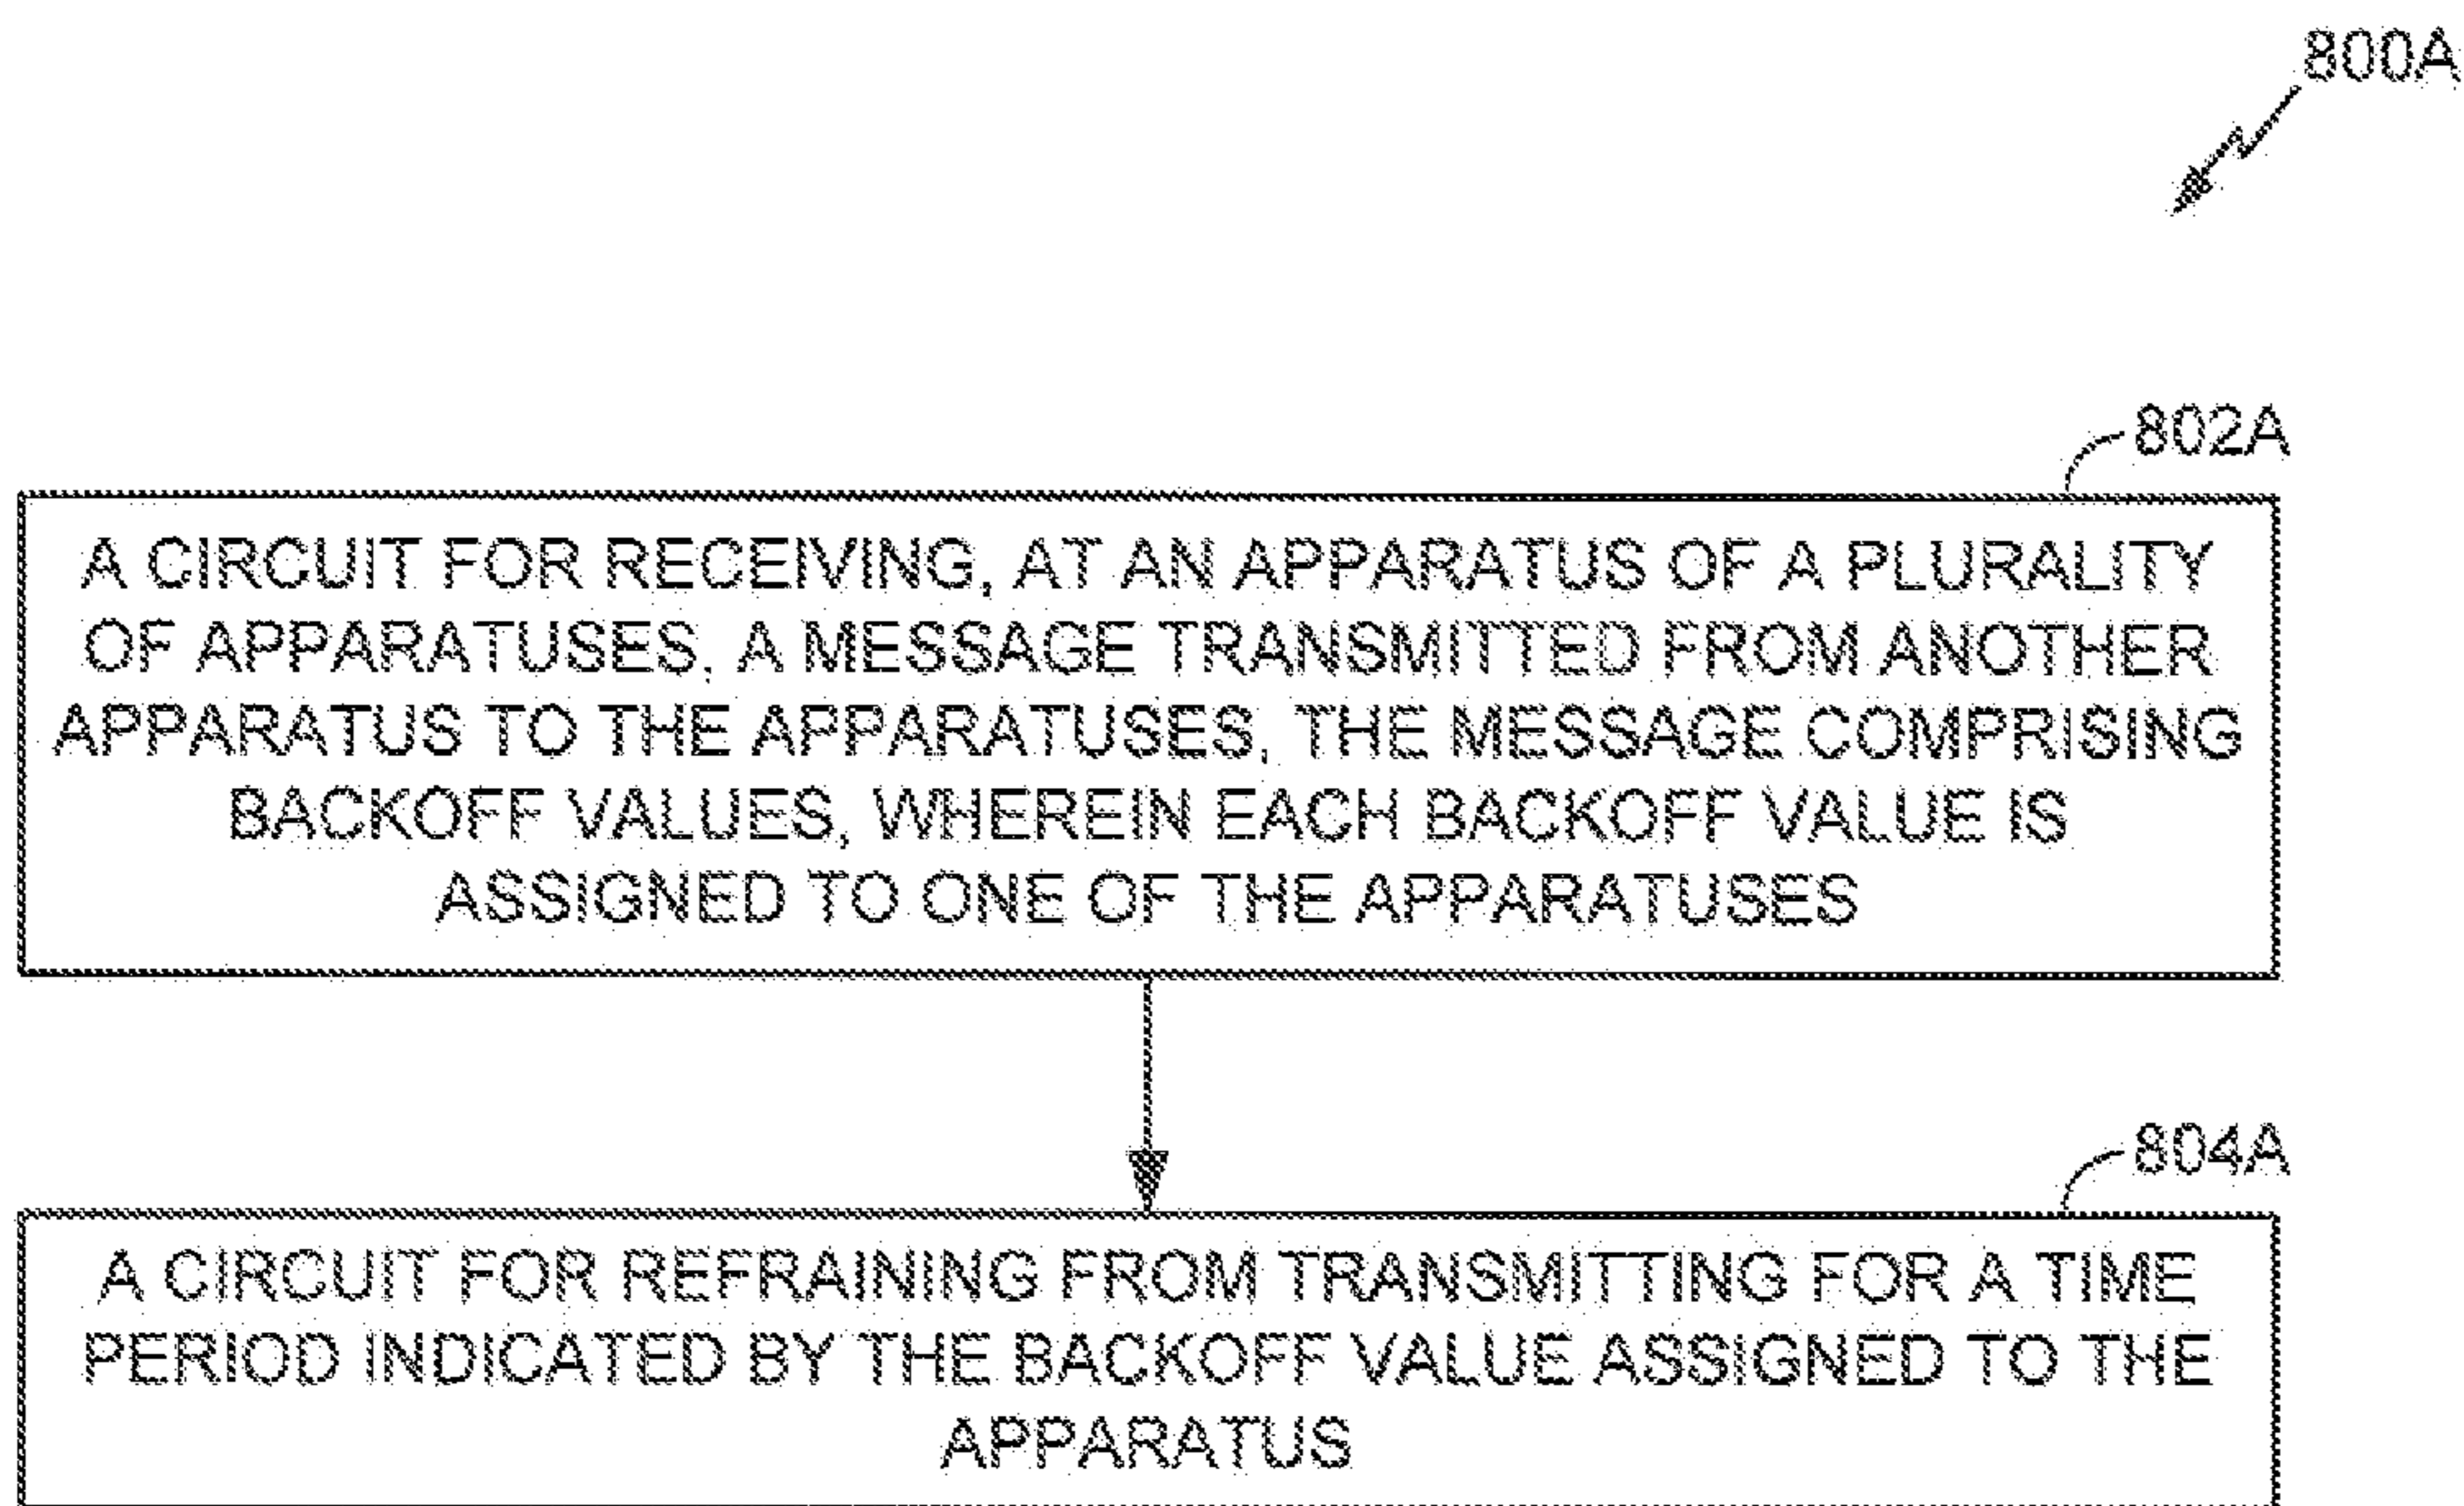 800A
802A
A CIRCUIT FOR RECEIVING, AT AN APPARATUS OF A PLURALITY
OF APPARATUSES, A MESSAGE TRANSMITTED FROM ANOTHER
APPARATUS TO THE APPARATUSES, THE MESSAGE COMPRISING
BACKOFF VALUES, WHEREIN EACH BACKOFF VALUE IS
ASSIGNED TO ONE OF THE APPARATUSES
804A
A CIRCUIT FOR REFRAINING FROM TRANSMITTING FOR A TIME
PERIOD INDICATED BY THE BACKOFF VALUE ASSIGNED TO THE
APPARATUS